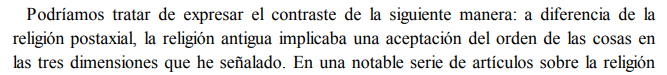 Podríamos tratar de expresar el contraste de la siguiente manera: a diferencia de la
religión postaxial, la religión antigua implicaba una aceptación del orden de las cosas en
las tres dimensiones que he señalado. En una notable serie de artículos sobre la religión